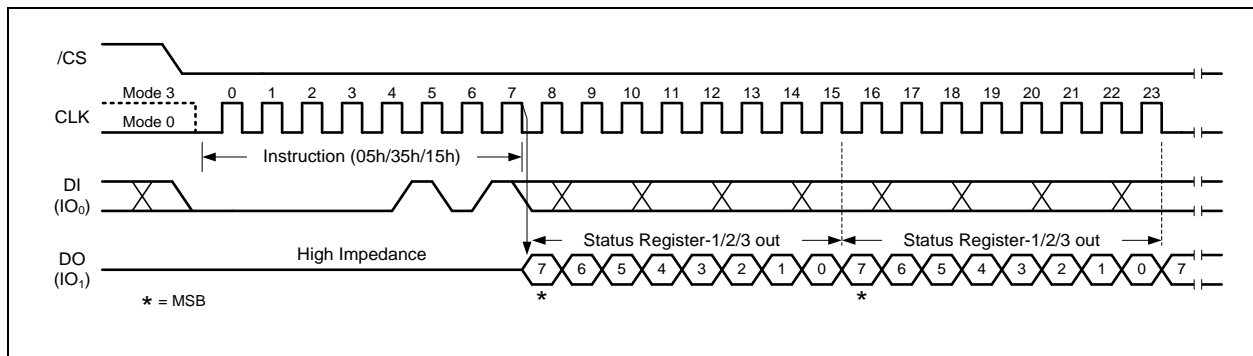 /CS
Mode 3 0 1 2 3 4 5 6 7 8 9 10 11 12 13 14 15 16 17 18 19 20 21 22 23
CLK
Mode 0
Instruction (05h/35h/15h)
DI
(IO₀)
Status Register-1/2/3 out Status Register-1/2/3 out
High Impedance
DO
(IO₁)
7 6 5 4 3 2 1 0 7 6 5 4 3 2 1 0 7
* *
* = MSB